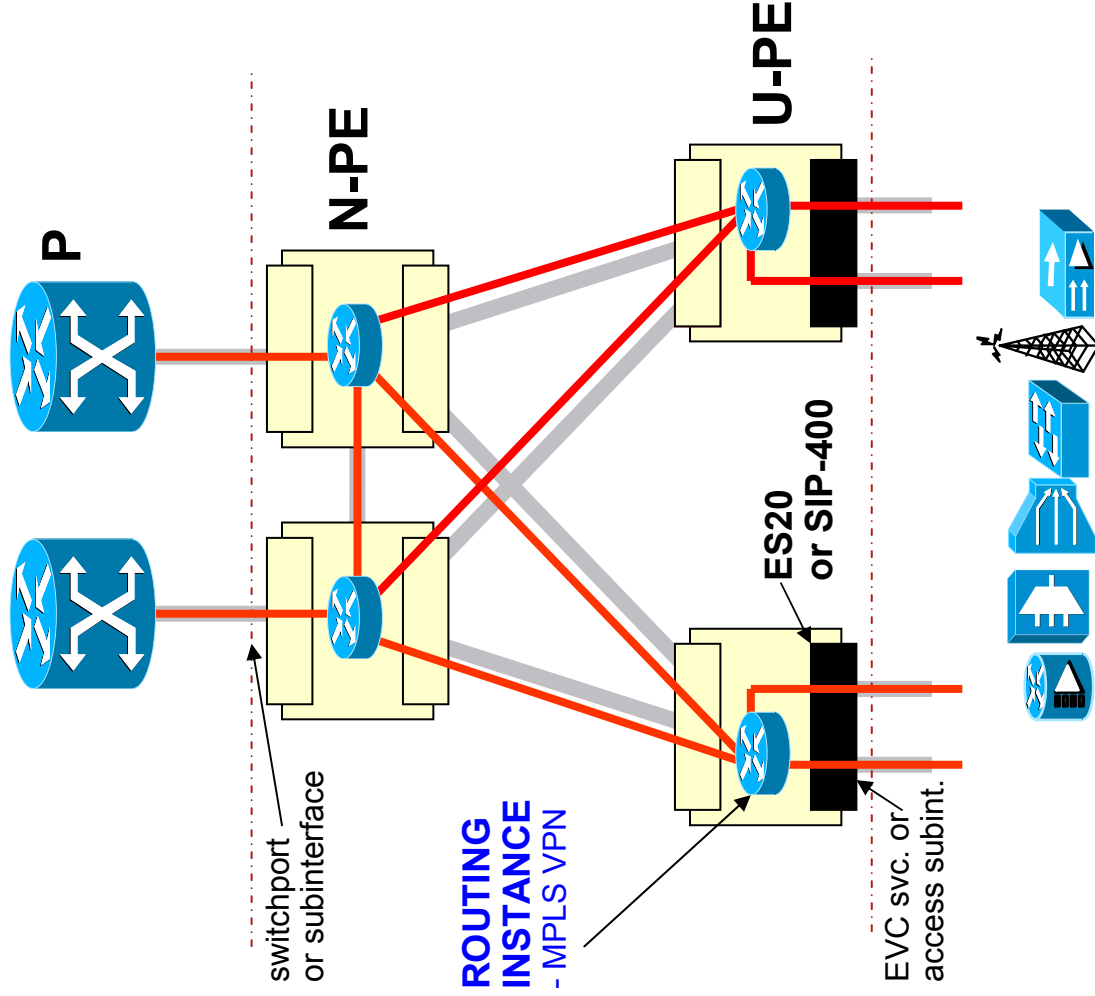 P
N-PE
U-PE
switchport
or subinterface
ROUTING
INSTANCE
– MPLS VPN
ES20
or SIP-400
EVC svc. or
access subint.